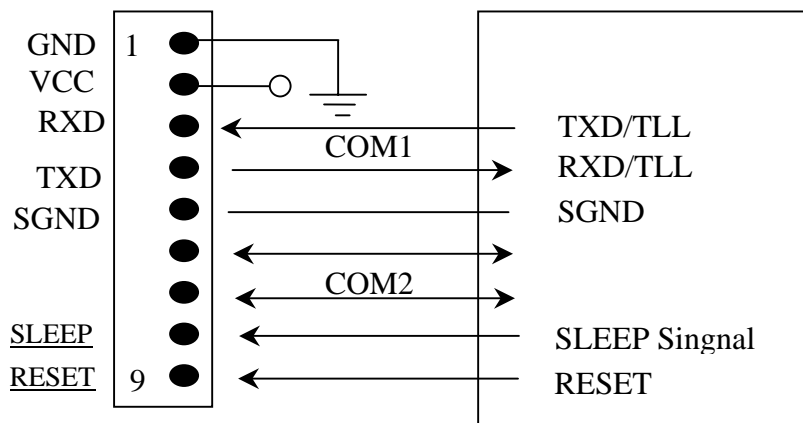 GND 1
VCC
RXD TXD/TLL
COM1
TXD RXD/TLL
SGND SGND
COM2
SLEEP SLEEP Singnal
RESET 9 RESET